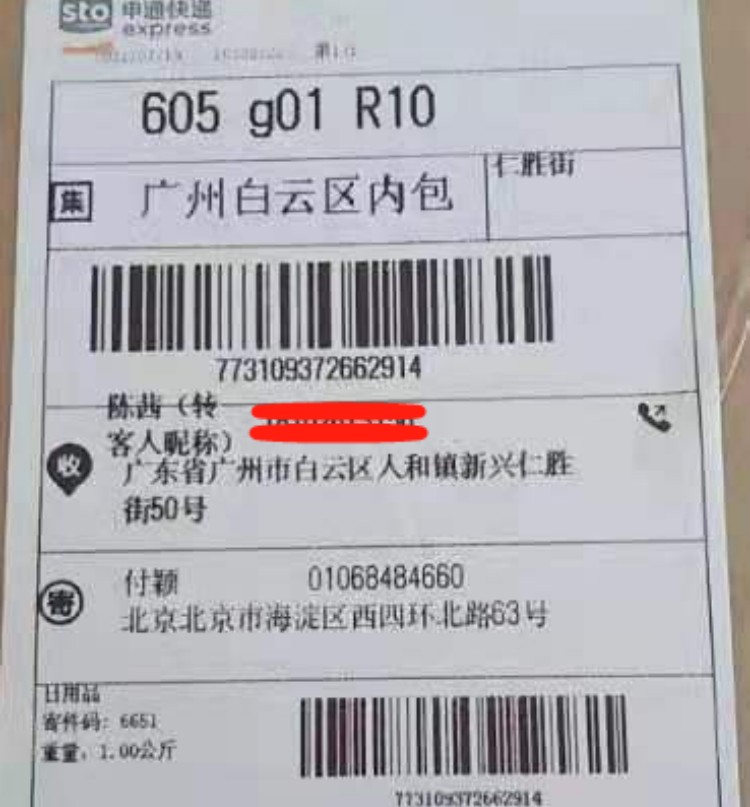 sto 申通快递
express
第1/1
605 g01 R10
集 广州白云区内包
仁胜街
773109372662914
陈茜（转
客人昵称）
收 广东省广州市白云区人和镇新兴仁胜
街50号
付颖 01068484660
寄 北京北京市海淀区西四环北路63号
日用品
寄件码: 6651
重量: 1.00公斤
773109372662914